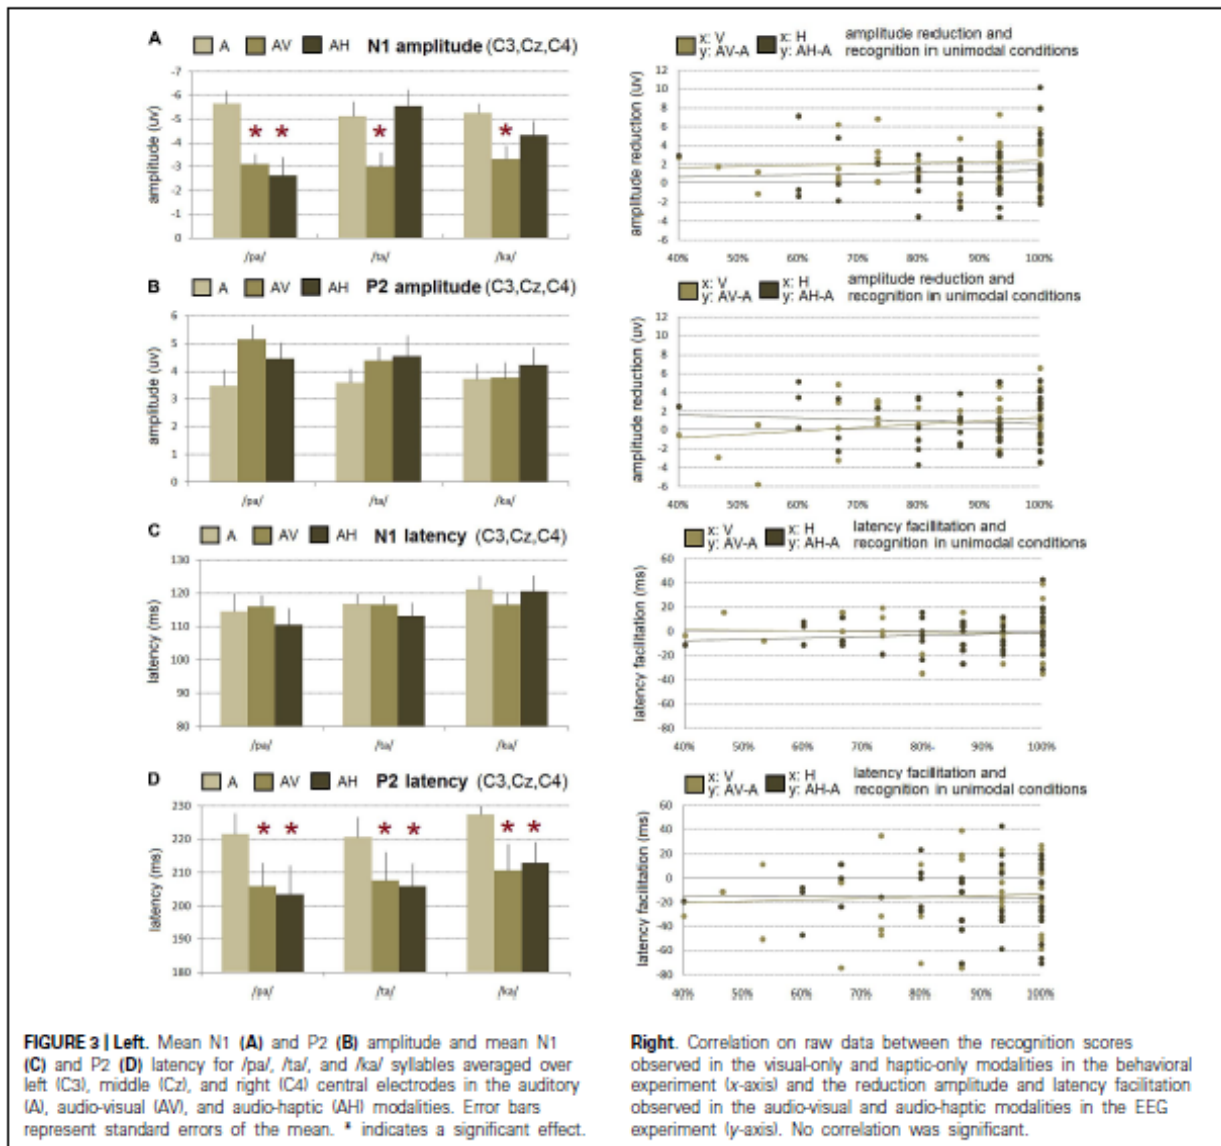 A
A AV AH N1 amplitude (C3,Cz,C4)
amplitude (uv)
-7
-6
-5
-4
-3
-2
-1
0
* * * *
/pa/ /ta/ /ka/
x: V x: H amplitude reduction and
y: AV-A y: AH-A recognition in unimodal conditions
amplitude reduction (uv)
12
10
8
6
4
2
0
-2
-4
-6
40% 50% 60% 70% 80% 90% 100%
B
A AV AH P2 amplitude (C3,Cz,C4)
amplitude (uv)
6
5
4
3
2
1
0
/pa/ /ta/ /ka/
x: V x: H amplitude reduction and
y: AV-A y: AH-A recognition in unimodal conditions
amplitude reduction (uv)
12
10
8
6
4
2
0
-2
-4
-6
40% 50% 60% 70% 80% 90% 100%
C
A AV AH N1 latency (C3,Cz,C4)
latency (ms)
130
120
110
100
90
80
/pa/ /ta/ /ka/
x: V x: H latency facilitation and
y: AV-A y: AH-A recognition in unimodal conditions
latency facilitation (ms)
60
40
20
0
-20
-40
-60
-80
40% 50% 60% 70% 80% 90% 100%
D
A AV AH P2 latency (C3,Cz,C4)
latency (ms)
230
220
210
200
190
180
* * * * * *
/pa/ /ta/ /ka/
x: V x: H latency facilitation and
y: AV-A y: AH-A recognition in unimodal conditions
latency facilitation (ms)
60
40
20
0
-20
-40
-60
-80
40% 50% 60% 70% 80% 90% 100%
FIGURE 3 | Left. Mean N1 (A) and P2 (B) amplitude and mean N1
(C) and P2 (D) latency for /pa/, /ta/, and /ka/ syllables averaged over
left (C3), middle (Cz), and right (C4) central electrodes in the auditory
(A), audio-visual (AV), and audio-haptic (AH) modalities. Error bars
represent standard errors of the mean. * indicates a significant effect.
Right. Correlation on raw data between the recognition scores
observed in the visual-only and haptic-only modalities in the behavioral
experiment (x-axis) and the reduction amplitude and latency facilitation
observed in the audio-visual and audio-haptic modalities in the EEG
experiment (y-axis). No correlation was significant.